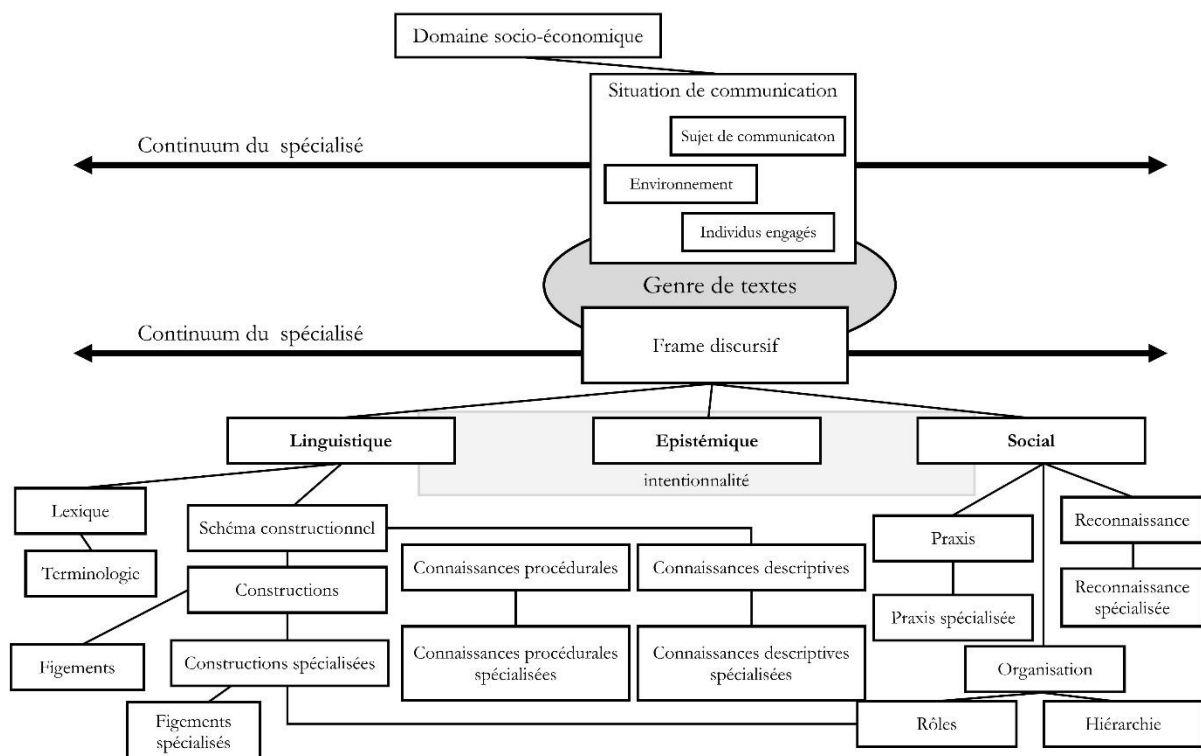 Domaine socio-économique
Situation de communication
Continuum du spécialisé
Sujet de communicaton
Environnement
Individus engagés
Genre de textes
Continuum du spécialisé
Frame discursif
Linguistique
Epistémique
Social
intentionnalité
Lexique
Schéma constructionnel
Praxis
Reconnaissance
Terminologie
Constructions
Connaissances procédurales
Connaissances descriptives
Praxis spécialisée
Reconnaissance
spécialisée
Figements
Constructions spécialisées
Connaissances procédurales
spécialisées
Connaissances descriptives
spécialisées
Organisation
Figements
spécialisés
Rôles
Hiérarchie